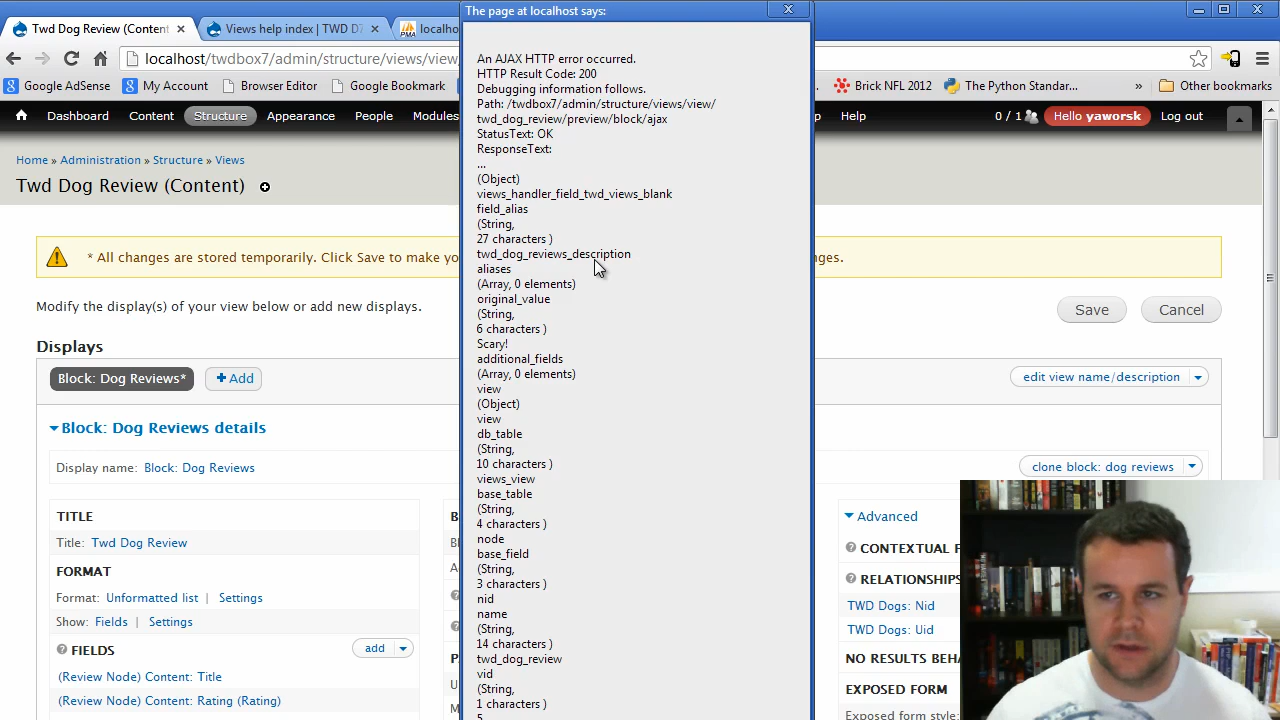 Twd Dog Review (Content
Views help index | TWD D7
localho
The page at localhost says:
localhost/twdbox7/admin/structure/views/view
Google AdSense
My Account
Browser Editor
Google Bookmark
Brick NFL 2012
The Python Standar
»
Other bookmarks
Dashboard
Content
Structure
Appearance
People
Modules
Help
0 / 1
Hello yaworsk
Log out
Home » Administration » Structure » Views
Twd Dog Review (Content)
* All changes are stored temporarily. Click Save to make yo
nges.
Modify the display(s) of your view below or add new displays.
Save
Cancel
Displays
Block: Dog Reviews*
Add
edit view name/description
Block: Dog Reviews details
Display name: Block: Dog Reviews
clone block: dog reviews
TITLE
Title: Twd Dog Review
FORMAT
Format: Unformatted list | Settings
Show: Fields | Settings
FIELDS
add
(Review Node) Content: Title
(Review Node) Content: Rating (Rating)
An AJAX HTTP error occurred.
HTTP Result Code: 200
Debugging information follows.
Path: /twdbox7/admin/structure/views/view/
twd_dog_review/preview/block/ajax
StatusText: OK
ResponseText:
...
(Object)
views_handler_field_twd_views_blank
field_alias
(String,
27 characters )
twd_dog_reviews_description
aliases
(Array, 0 elements)
original_value
(String,
6 characters )
Scary!
additional_fields
(Array, 0 elements)
view
(Object)
view
db_table
(String,
10 characters )
views_view
base_table
(String,
4 characters )
node
base_field
(String,
3 characters )
nid
name
(String,
14 characters )
twd_dog_review
vid
(String,
1 characters )
5
Advanced
CONTEXTUAL F
RELATIONSHIPS
TWD Dogs: Nid
TWD Dogs: Uid
NO RESULTS BEHA
EXPOSED FORM
Exposed form style: